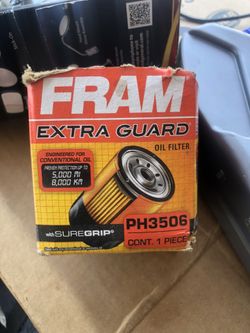 FRAM
EXTRA GUARD
OIL FILTER
ENGINEERED FOR
CONVENTIONAL OIL
PROVEN PROTECTION UP TO
5,000 MI
8,000 KM
PH3506
with SUREGRIP®
CONT. 1 PIECE